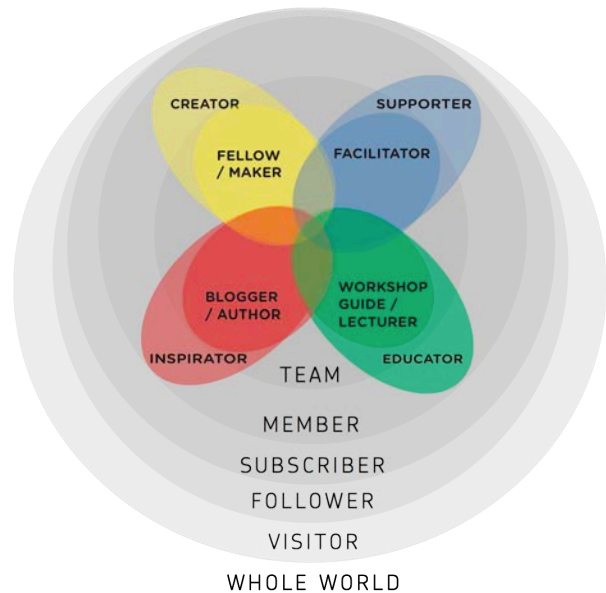 CREATOR
SUPPORTER
FELLOW
/ MAKER
FACILITATOR
BLOGGER
/ AUTHOR
WORKSHOP
GUIDE /
LECTURER
INSPIRATOR
EDUCATOR
TEAM
MEMBER
SUBSCRIBER
FOLLOWER
VISITOR
WHOLE WORLD